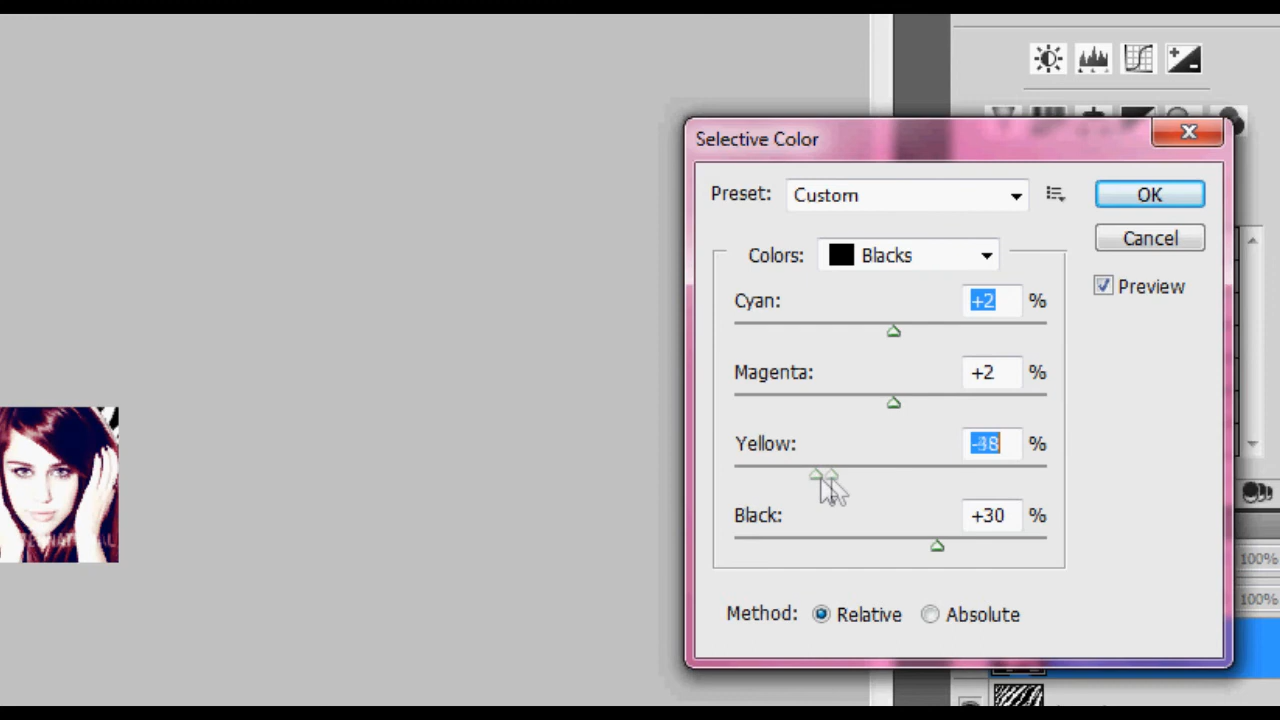 Selective Color
Preset: Custom
OK
Colors: Blacks
Cancel
Cyan: +2 %
Preview
Magenta: +2 %
Yellow: %
Black: +30 %
100%
100%
Method: Relative Absolute